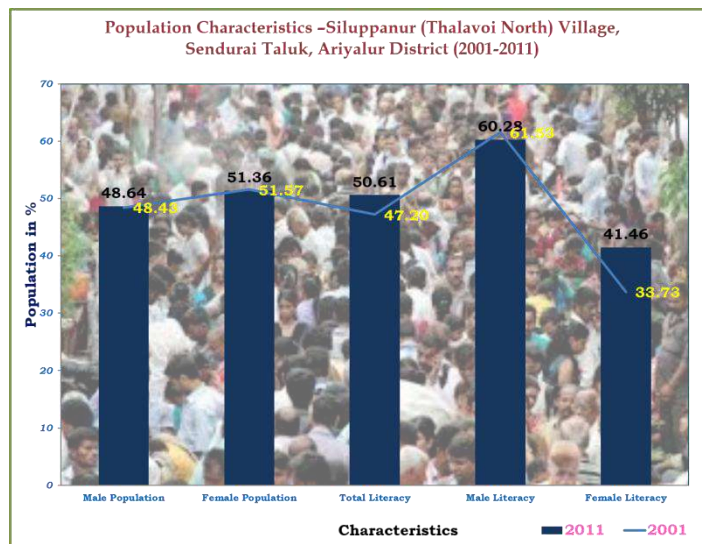 Population Characteristics –Siluppanur (Thalavoi North) Village,
Sendurai Taluk, Ariyalur District (2001-2011)
Population in %
70
60
50
40
30
20
10
0
48.64
48.43
51.36
51.57
50.61
47.20
60.28
41.46
33.73
Male Population
Female Population
Total Literacy
Male Literacy
Female Literacy
Characteristics
2011
2001